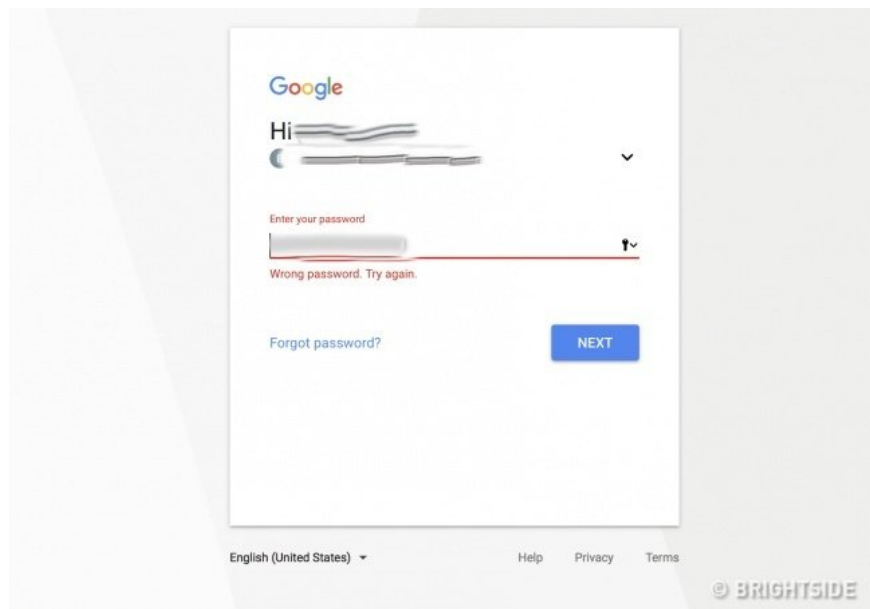 Google
Hi
Enter your password
Wrong password. Try again.
Forgot password?
NEXT
English (United States)
Help Privacy Terms
© BRIGHTSIDE